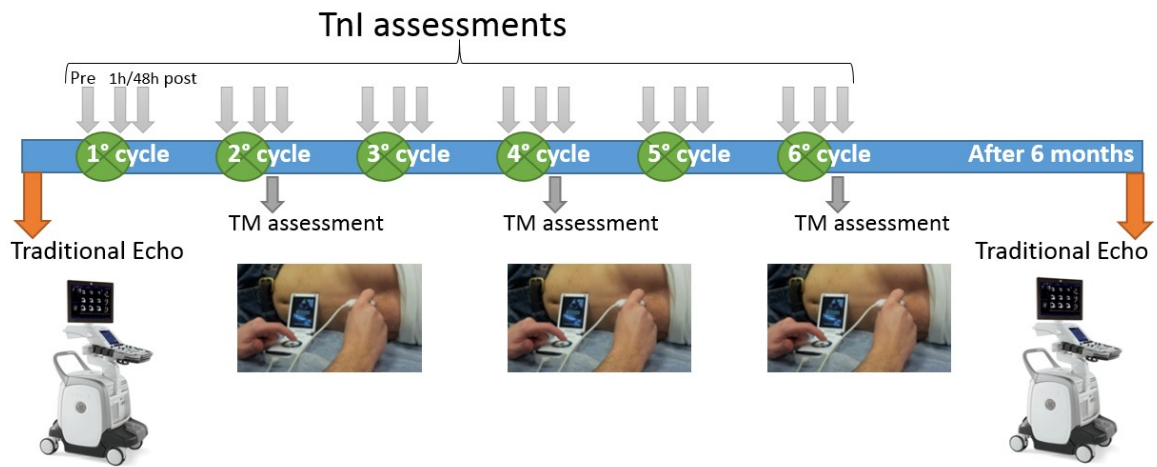 TnI assessments
Pre 1h/48h post
1° cycle 2° cycle 3° cycle 4° cycle 5° cycle 6° cycle After 6 months
TM assessment TM assessment TM assessment
Traditional Echo Traditional Echo